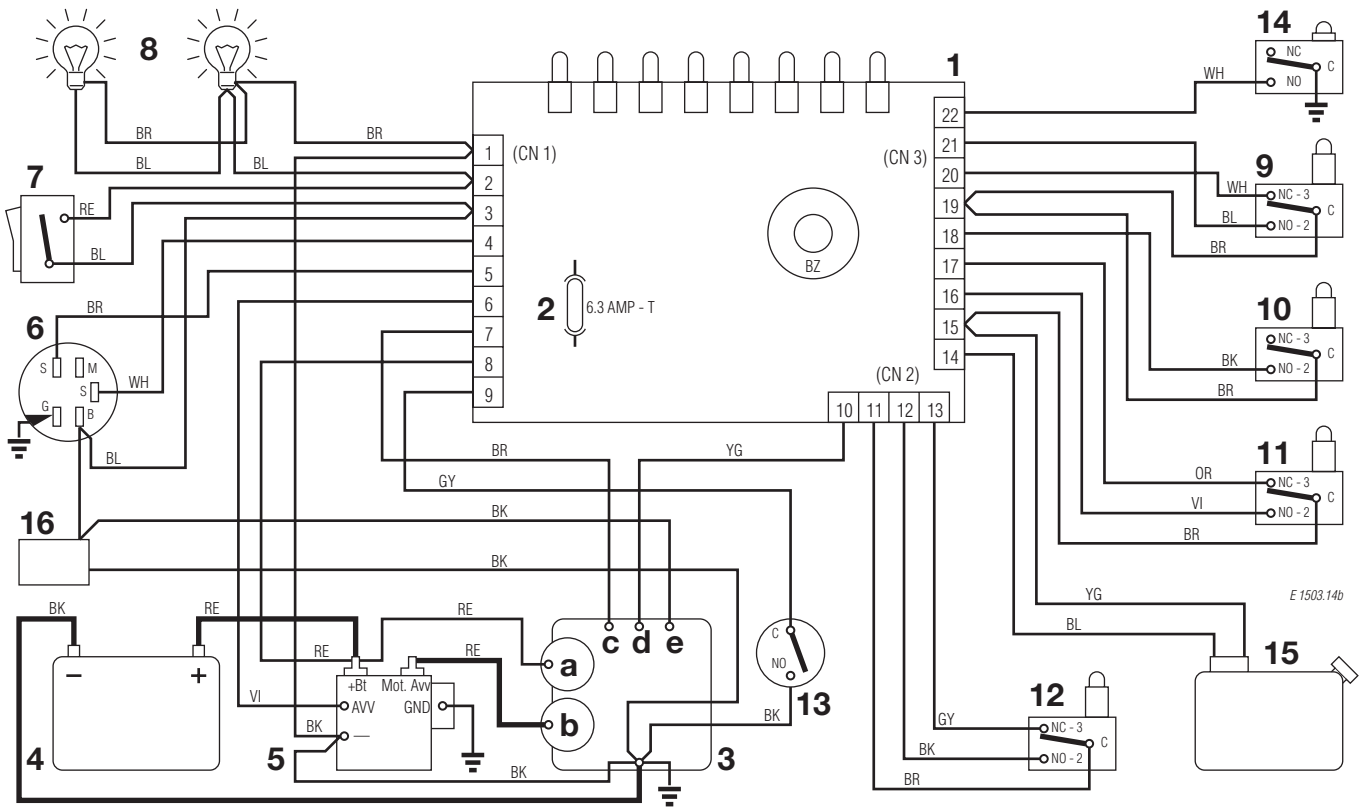 8
14
NC
C
NO
WH
1
22
BR
BR
1
(CN 1)
(CN 3)
21
BL
BL
2
20
9
7
WH
NC - 3
C
NO - 2
BL
BR
RE
3
19
BL
4
18
BZ
5
17
2
6.3 AMP - T
6
16
10
NC - 3
C
NO - 2
BK
BR
BR
6
7
15
8
14
9
(CN 2)
10
11
12
13
S
M
S
WH
G
B
BL
BR
YG
GY
11
OR
NC - 3
C
VI
NO - 2
BR
16
BK
BK
E 1503.14b
YG
BL
BK
RE
RE
RE
RE
c
d
e
a
b
C
NO
13
15
–
+
+Bt
Mot. Avv
AVV
GND
—
VI
BK
BK
BK
4
5
3
12
GY
NC - 3
C
BK
NO - 2
BR